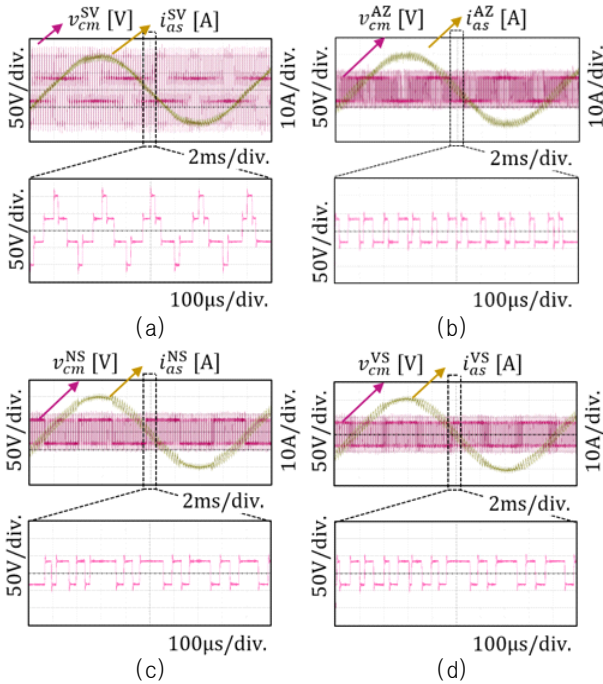 v_cm^SV [V] i_as^SV [A]
50V/div.
10A/div.
2ms/div.
50V/div.
100μs/div.
(a)
v_cm^AZ [V] i_as^AZ [A]
50V/div.
10A/div.
2ms/div.
50V/div.
100μs/div.
(b)
v_cm^NS [V] i_as^NS [A]
50V/div.
10A/div.
2ms/div.
50V/div.
100μs/div.
(c)
v_cm^VS [V] i_as^VS [A]
50V/div.
10A/div.
2ms/div.
50V/div.
100μs/div.
(d)